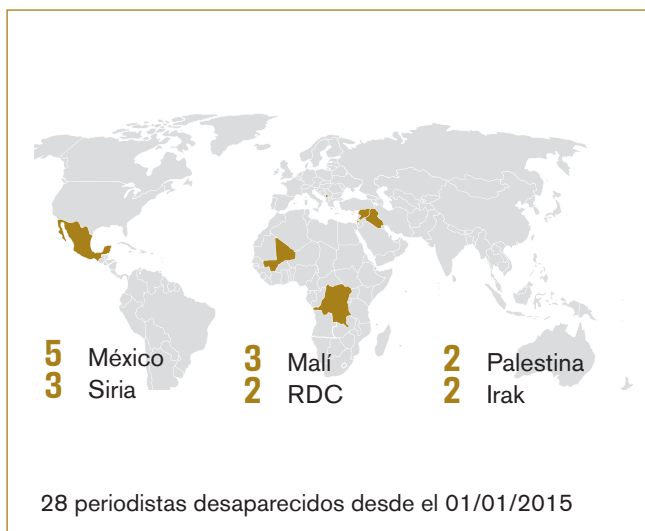 5 México
3 Siria
3 Malí
2 RDC
2 Palestina
2 Irak
28 periodistas desaparecidos desde el 01/01/2015